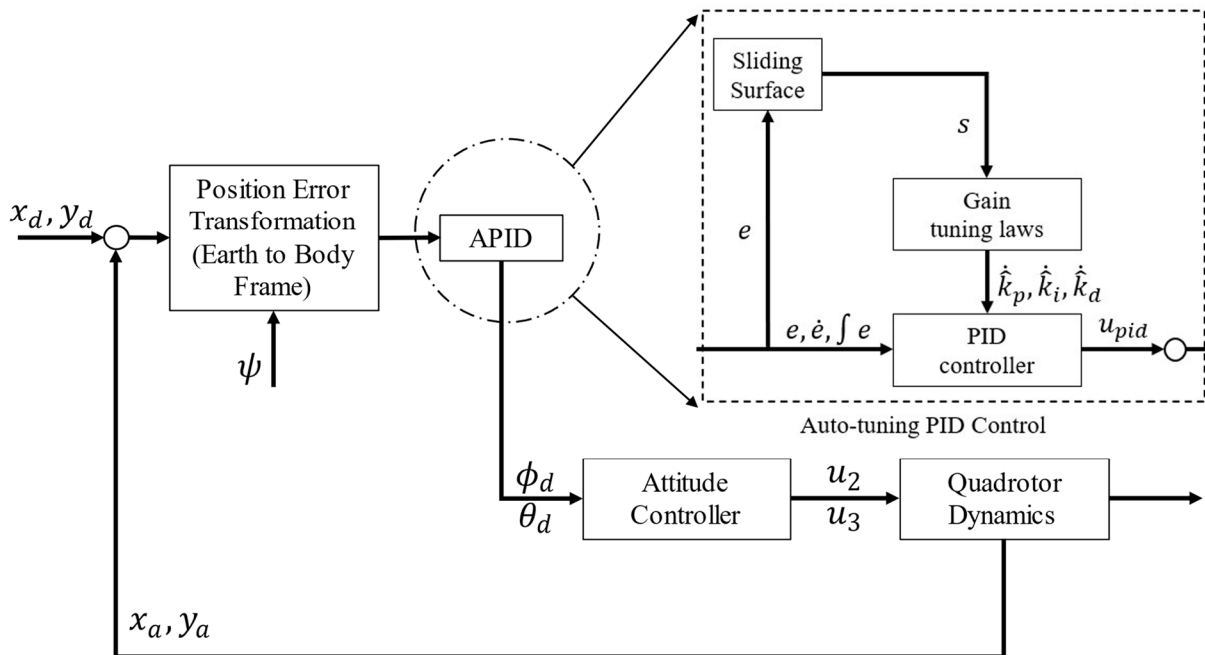 Sliding
Surface
s
Position Error
Transformation
(Earth to Body
Frame)
x_d, y_d
APID
e
Gain
tuning laws
k̂̇_p, k̂̇_i, k̂̇_d
e, ė, ∫ e
PID
controller
u_pid
ψ
Auto-tuning PID Control
ϕ_d
θ_d
Attitude
Controller
u_2
u_3
Quadrotor
Dynamics
x_a, y_a